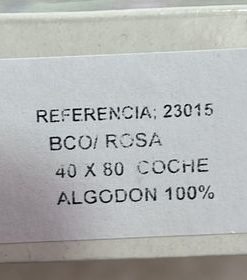 REFERENCIA: 23015
BCO/ ROSA
40 X 80 COCHE
ALGODON 100%